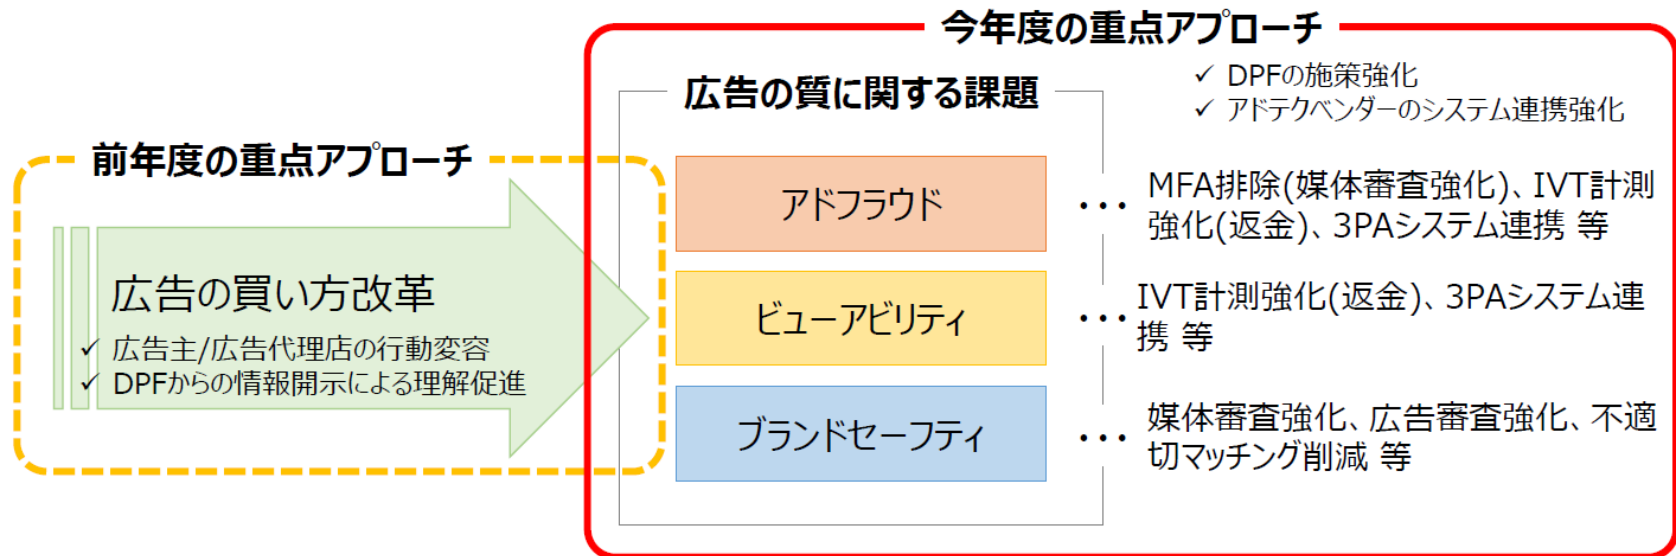 今年度の重点アプローチ
✓ DPFの施策強化
✓ アドテクベンダーのシステム連携強化
広告の質に関する課題
前年度の重点アプローチ
広告の買い方改革
✓ 広告主/広告代理店の行動変容
✓ DPFからの情報開示による理解促進
アドフラウド
･･･ MFA排除(媒体審査強化)、IVT計測
強化(返金)、3PAシステム連携 等
ビューアビリティ
･･･ IVT計測強化(返金)、3PAシステム連
携 等
ブランドセーフティ
･･･ 媒体審査強化、広告審査強化、不適
切マッチング削減 等